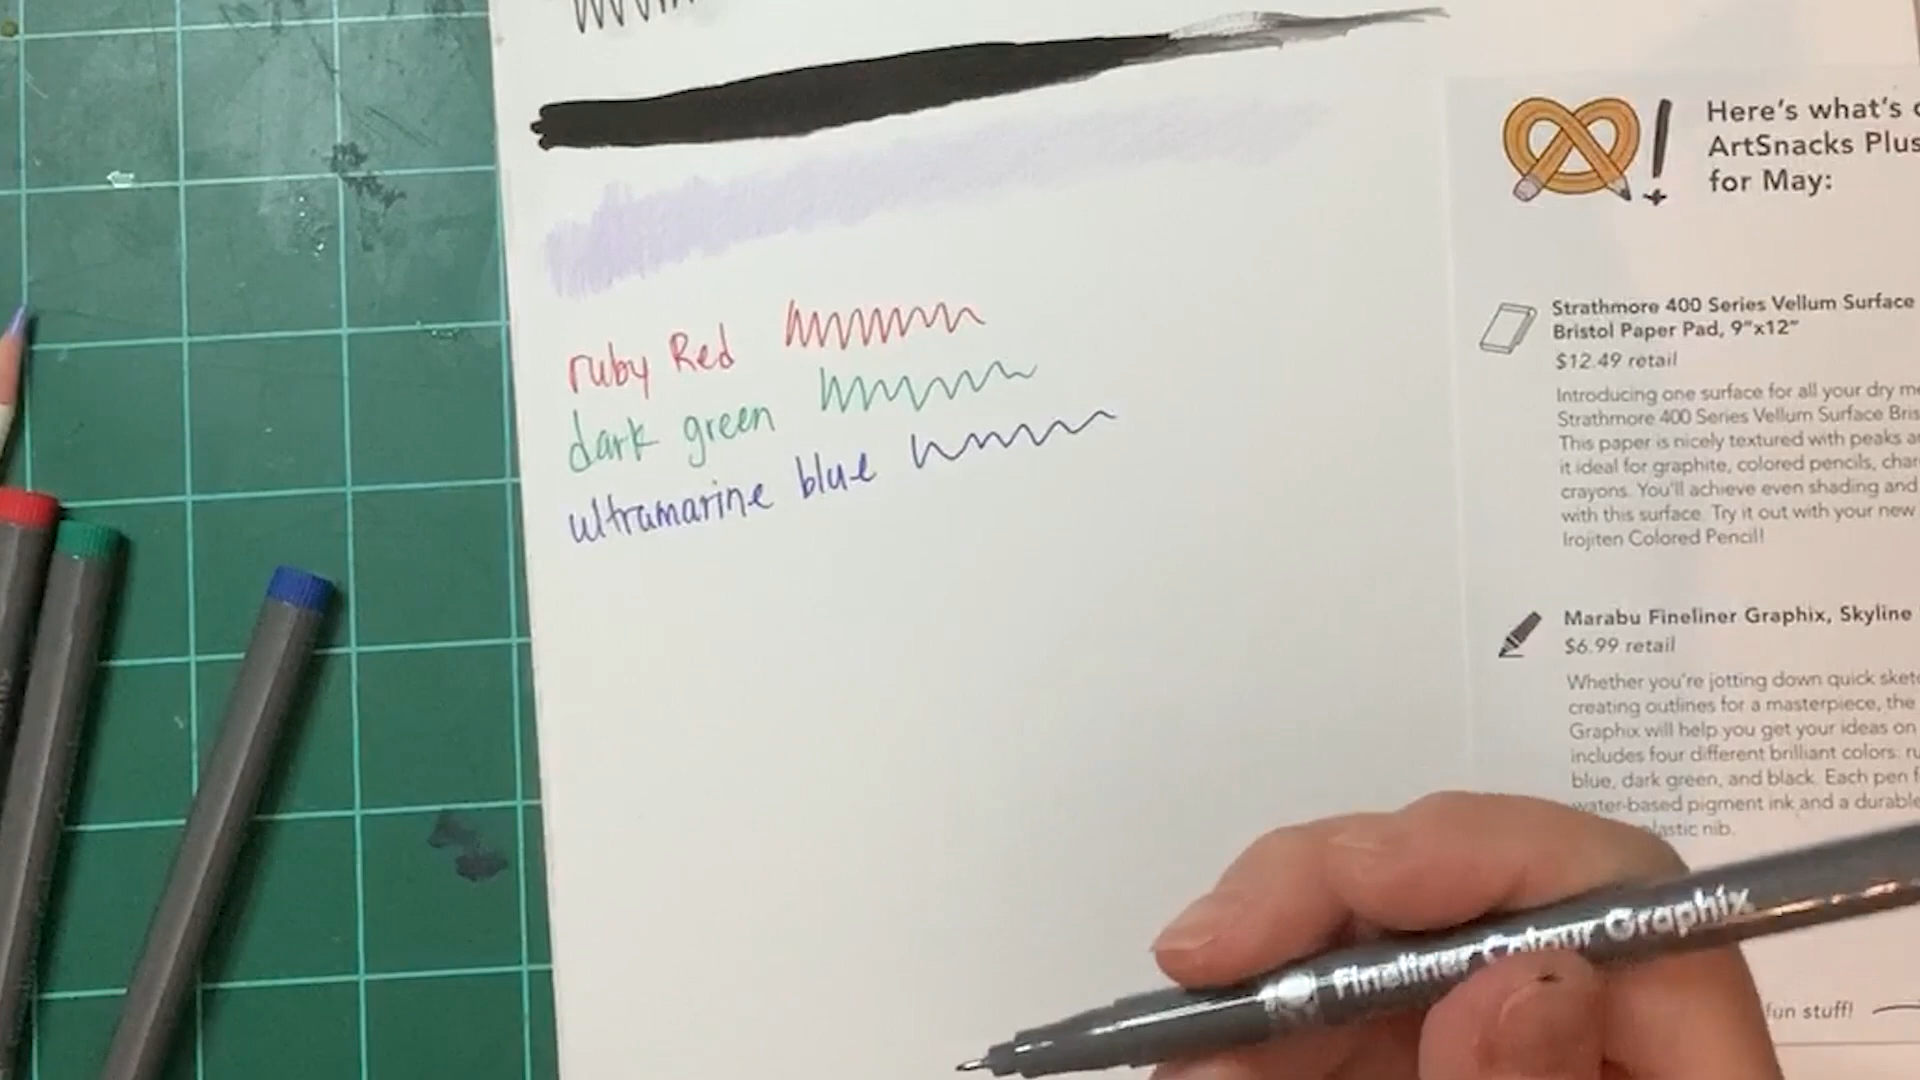 Here's what's
ArtSnacks Plus
for May:
Strathmore 400 Series Vellum Surface
Bristol Paper Pad, 9"x12"
$12.49 retail
Introducing one surface for all your dry
Strathmore 400 Series Vellum Surface
This paper is nicely textured with peaks
it ideal for graphite, colored pencils,
crayons. You'll achieve even shading and
with this surface. Try it out with your new
Irojiten Colored Pencil!
ruby Red
dark green
ultramarine blue
Marabu Fineliner Graphix, Skyline
$6.99 retail
Whether you're jotting down quick
creating outlines for a masterpiece, the
Graphix will help you get your ideas on
includes four different brilliant colors:
blue, dark green, and black. Each pen
water-based pigment ink and a durable
plastic nib.
Fineliner Colour Graphix
fun stuff!